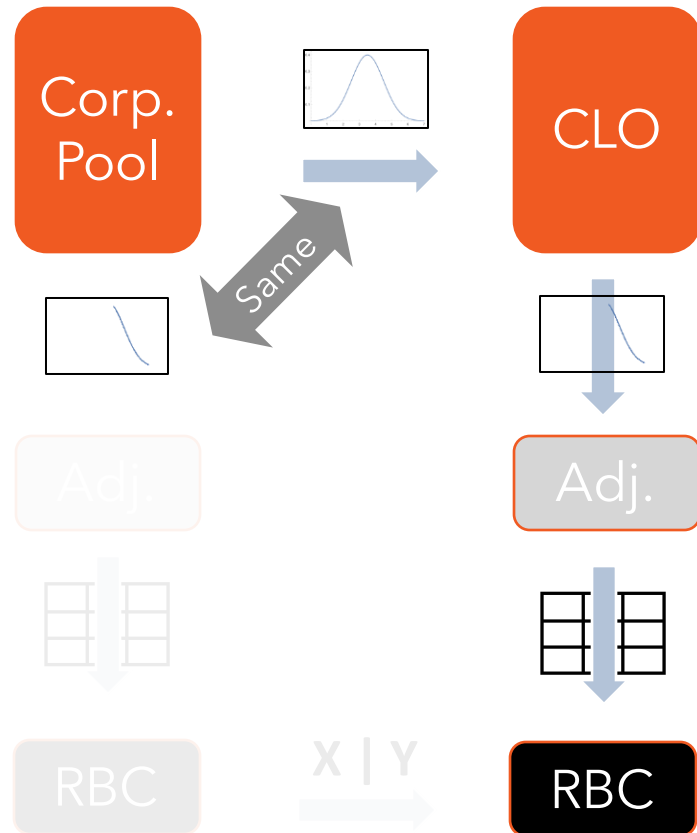 Corp.
Pool
CLO
Same
Adj.
Adj.
X | Y
RBC
RBC